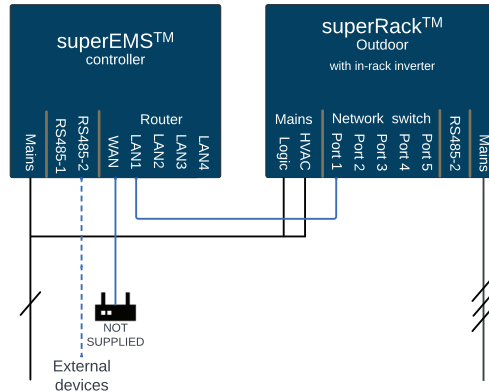 superEMS™
controller
Router
Mains
RS485-1
RS485-2
WAN
LAN1
LAN2
LAN3
LAN4
superRack™
Outdoor
with in-rack inverter
Mains
Network switch
Logic
HVAC
Port 1
Port 2
Port 3
Port 4
Port 5
RS485-2
Mains
NOT
SUPPLIED
External
devices